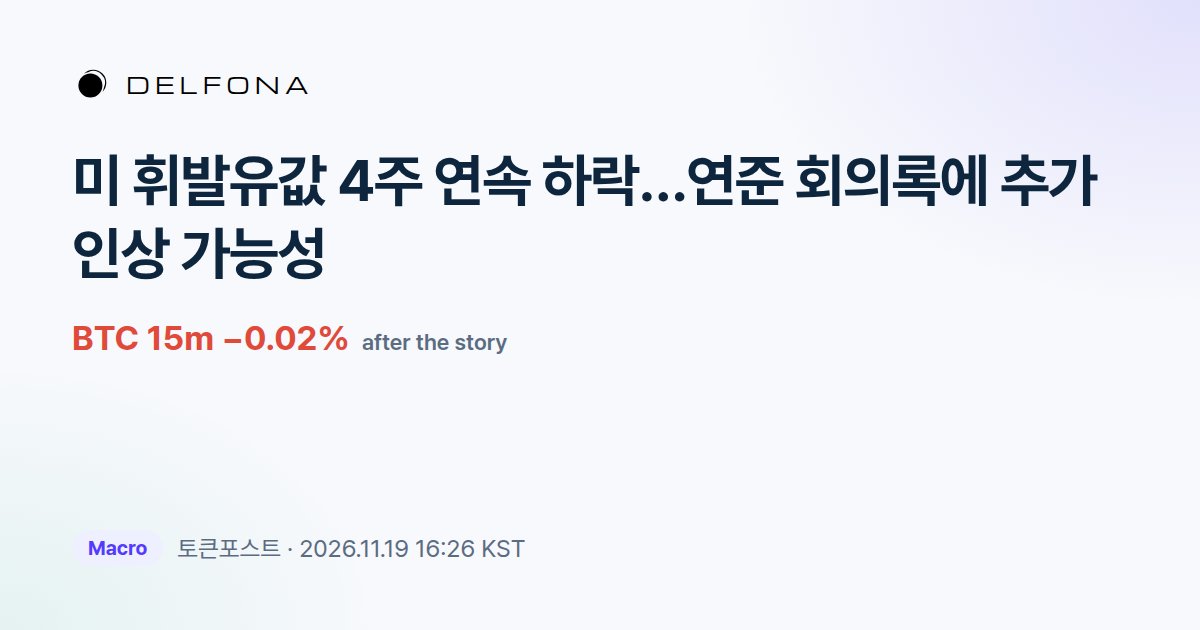 DELFONA
미 휘발유값 4주 연속 하락…연준 회의록에 추가
인상 가능성
BTC 15m −0.02% after the story
Macro 토큰포스트 · 2026.11.19 16:26 KST